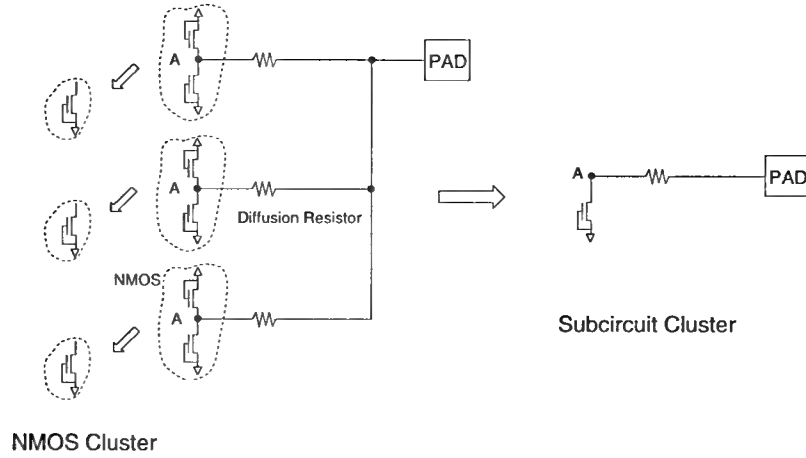 A
PAD
A
A
PAD
Diffusion Resistor
NMOS
A
Subcircuit Cluster
NMOS Cluster